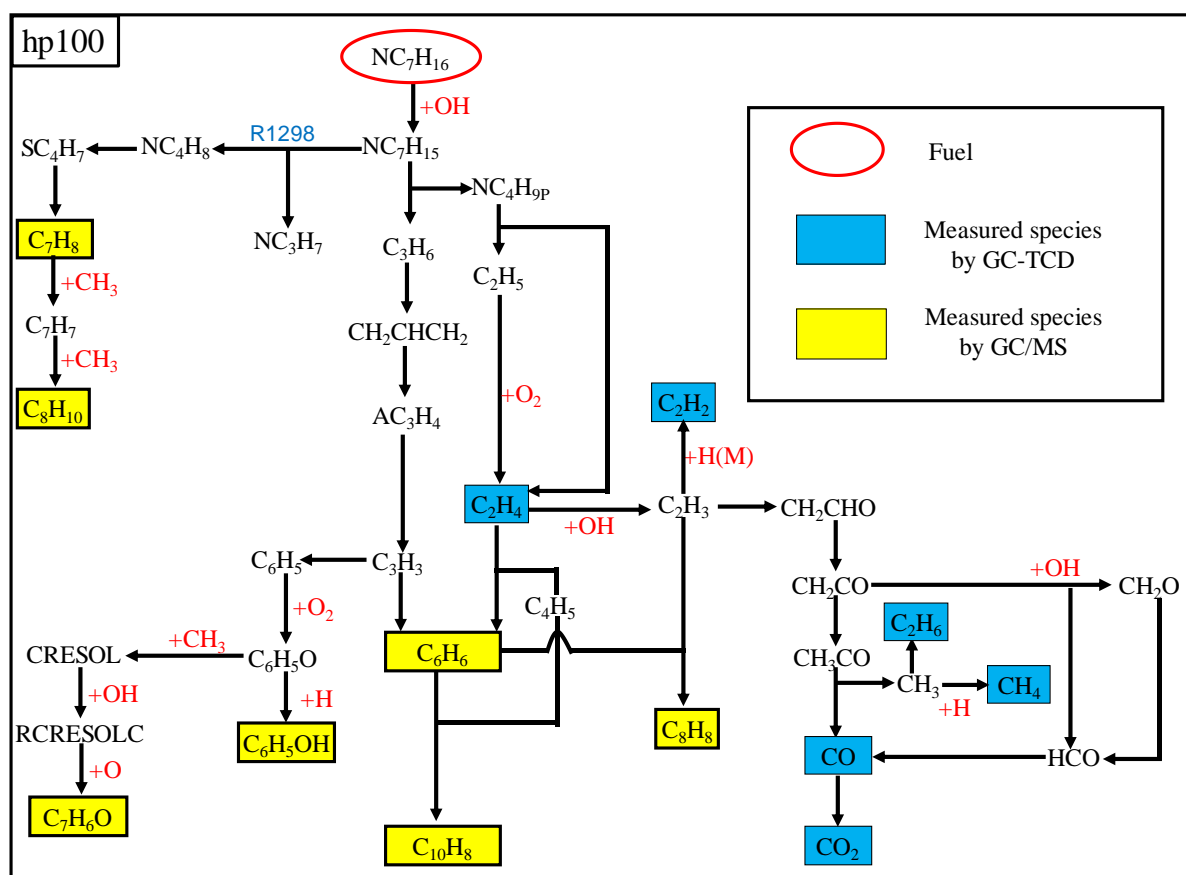 hp100
NC₇H₁₆
+OH
Fuel
Measured species
by GC-TCD
Measured species
by GC/MS
SC₄H₇
NC₄H₈
R1298
NC₇H₁₅
NC₄H₉P
C₇H₈
NC₃H₇
C₃H₆
C₂H₅
+CH₃
C₇H₇
CH₂CHCH₂
+CH₃
C₈H₁₀
AC₃H₄
+O₂
C₂H₂
+H(M)
C₂H₄
+OH
C₂H₃
CH₂CHO
C₆H₅
C₃H₃
+O₂
C₄H₅
CH₂CO
+OH
CH₂O
C₂H₆
CRESOL
+CH₃
C₆H₅O
C₆H₆
CH₃CO
CH₃
+H
CH₄
+OH
+H
RCRESOLC
C₆H₅OH
C₈H₈
CO
HCO
+O
C₇H₆O
C₁₀H₈
CO₂